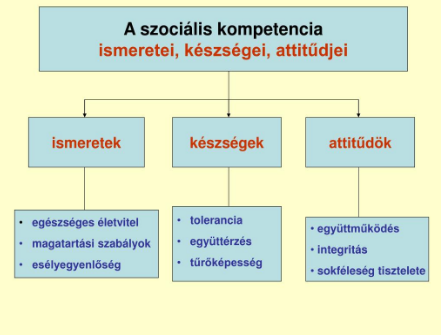 A szociális kompetencia
ismeretei, készségei, attitűdjei
ismeretek
készségek
attitűdök
• egészséges életvitel
• magatartási szabályok
• esélyegyenlőség
• tolerancia
• együttérzés
• tűrőképesség
• együttműködés
• integritás
• sokféleség tisztelete